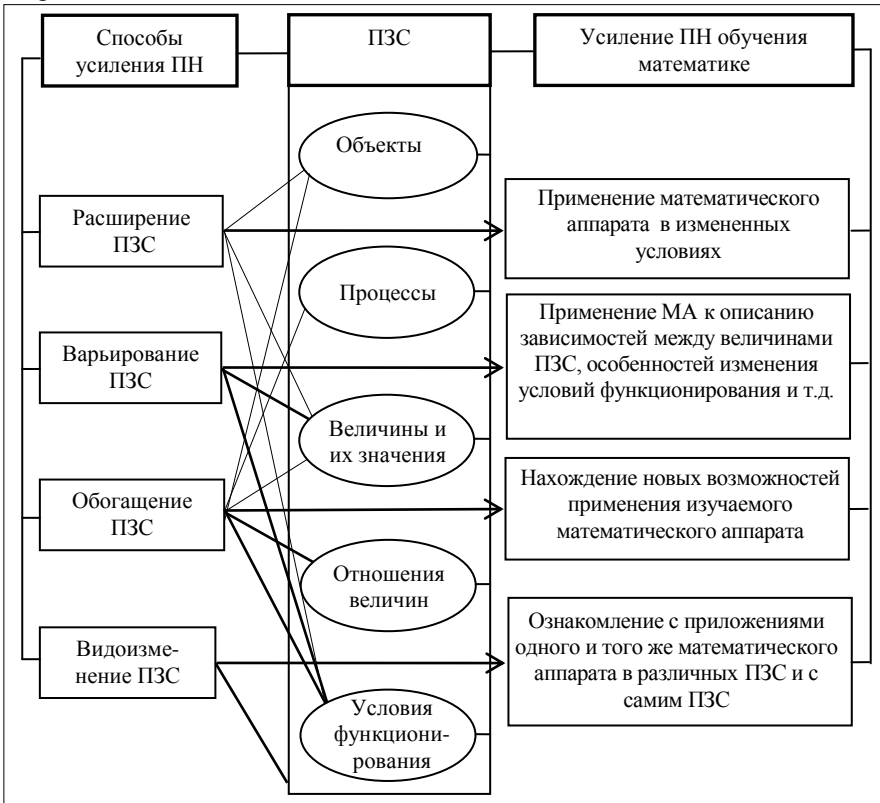 Способы
усиления ПН
ПЗС
Усиление ПН обучения
математике
Объекты
Расширение
ПЗС
Применение математического
аппарата в измененных
условиях
Процессы
Варьирование
ПЗС
Применение МА к описанию
зависимостей между величинами
ПЗС, особенностей изменения
условий функционирования и т.д.
Величины и
их значения
Обогащение
ПЗС
Нахождение новых возможностей
применения изучаемого
математического аппарата
Отношения
величин
Видоизме-
нение ПЗС
Ознакомление с приложениями
одного и того же математического
аппарата в различных ПЗС и с
самим ПЗС
Условия
функциони-
рования